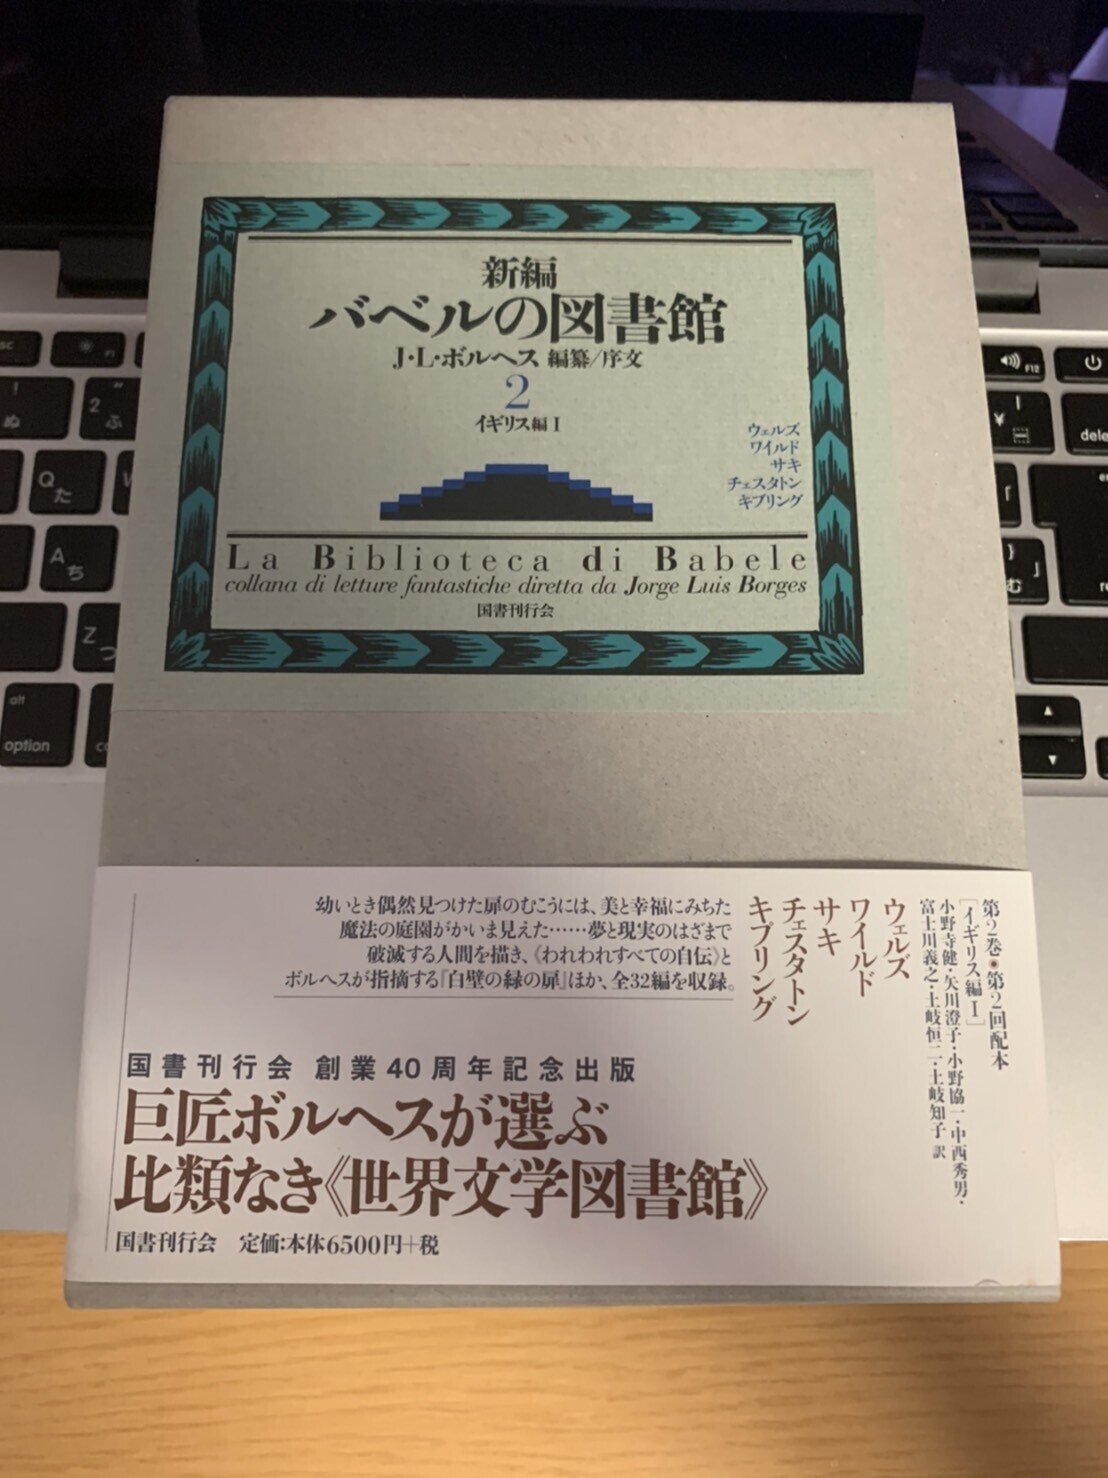 新編
バベルの図書館
J・L・ボルヘス 編纂/序文
2
イギリス編 I
ウェルズ
ワイルド
サキ
チェスタトン
キプリング
La Biblioteca di Babele
collana di letture fantastiche diretta da Jorge Luis Borges
国書刊行会
第2巻・第2回配本
[イギリス編 I]
小野寺健・矢川澄子・小野協一・中西秀男・
富士川義之・土岐恒二・土岐知子 訳
ウェルズ
ワイルド
サキ
チェスタトン
キプリング
幼いとき偶然見つけた扉のむこうには、美と幸福にみちた
魔法の庭園がかいま見えた……夢と現実のはざまで
破滅する人間を描き、《われわれすべての自伝》と
ボルヘスが指摘する『白壁の緑の扉』ほか、全32編を収録。
国書刊行会 創業40周年記念出版
巨匠ボルヘスが選ぶ
比類なき《世界文学図書館》
国書刊行会 定価:本体6500円+税
esc
F1
F12
ぬ
2
ふ
Q
た
A
ち
Z
つ
alt
option
¥
delete
む